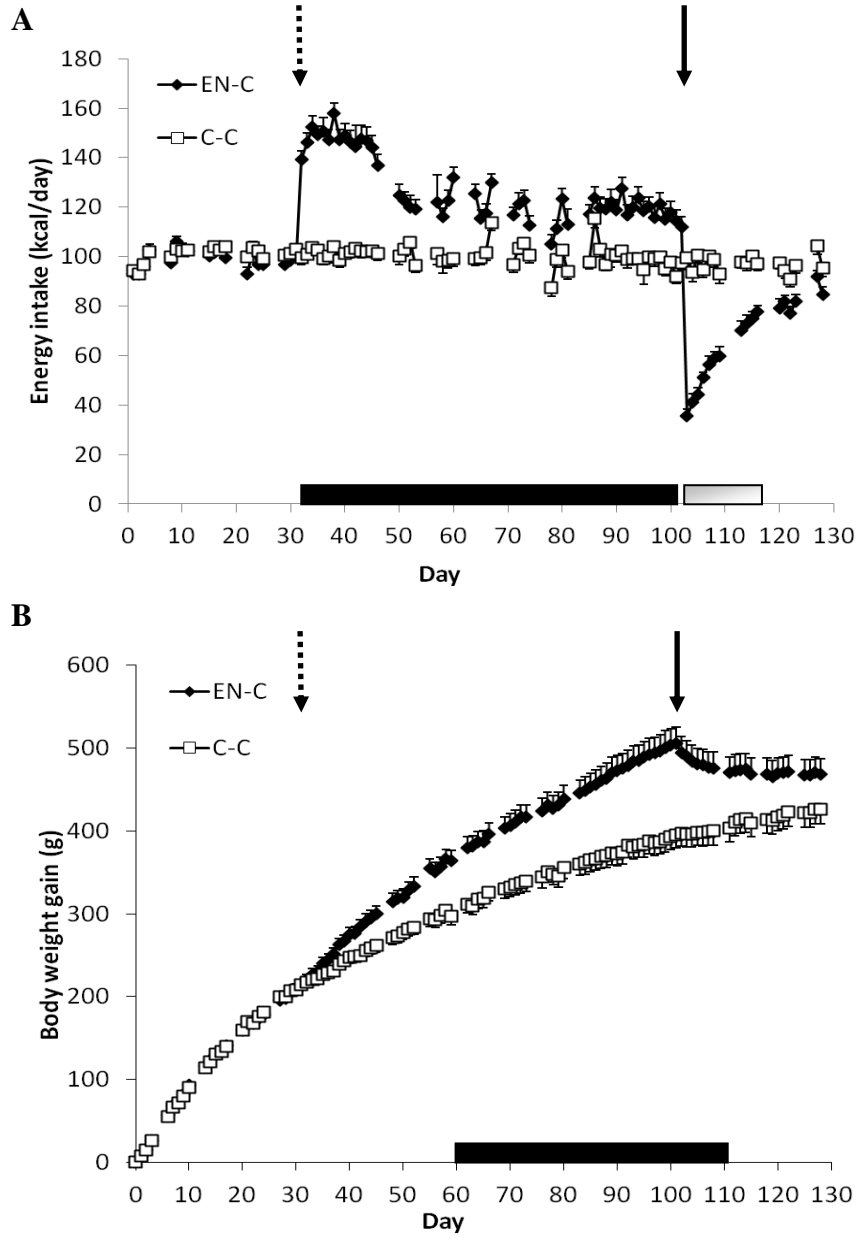 A
Energy intake (kcal/day)
180
160
140
120
100
80
60
40
20
0
EN-C
C-C
0 10 20 30 40 50 60 70 80 90 100 110 120 130
Day
B
Body weight gain (g)
600
500
400
300
200
100
0
EN-C
C-C
0 10 20 30 40 50 60 70 80 90 100 110 120 130
Day